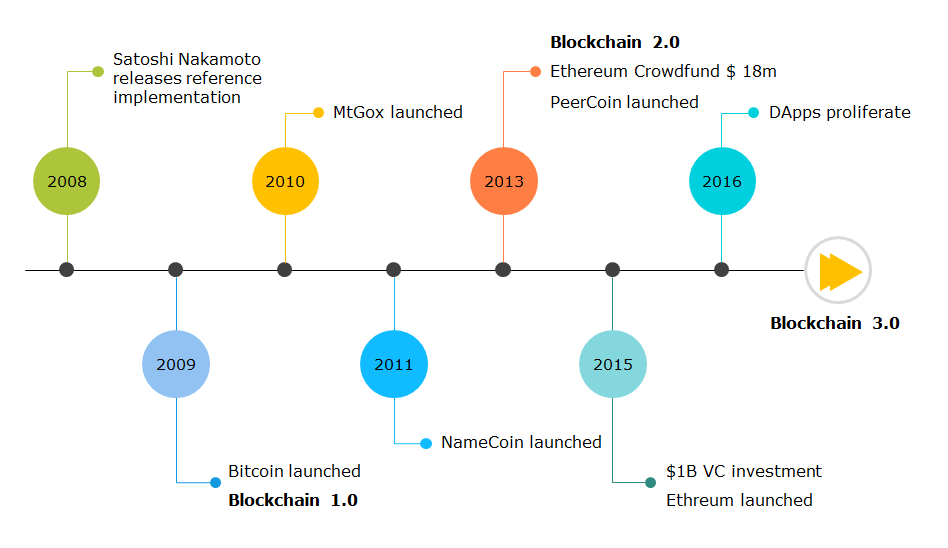 2008
Satoshi Nakamoto
releases reference
implementation
2009
Bitcoin launched
Blockchain 1.0
2010
MtGox launched
2011
NameCoin launched
2013
Blockchain 2.0
Ethereum Crowdfund $ 18m
PeerCoin launched
2015
$1B VC investment
Ethreum launched
2016
DApps proliferate
Blockchain 3.0